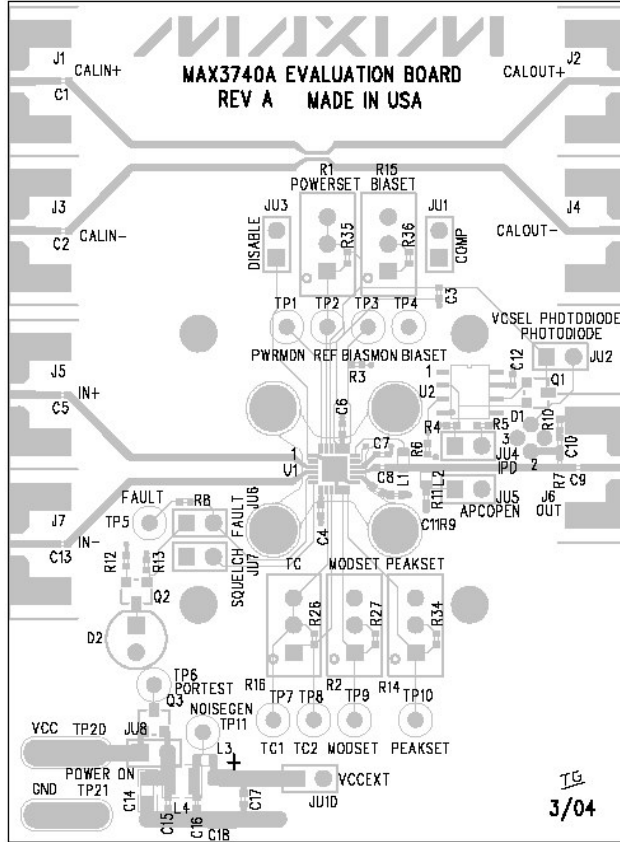 MAXIM
MAX3740A EVALUATION BOARD
REV A MADE IN USA
J1
CALIN+
C1
J2
CALOUT+
R1
POWERSET
R15
BIASET
J3
C2
CALIN-
JU3
DISABLE
R35
R36
JU1
COMP
J4
CALOUT-
C3
TP1
TP2
TP3
TP4
PWRMDN
REF
BIASMON
BIASET
VCSEL PHOTODIODE
PHOTODIODE
JU2
R3
1
U2
C12
Q1
J5
IN+
C5
C6
R4
R5
D1
R10
C10
3
2
JU4
IPD
C7
R6
L1
C8
L2
R11
C11
R9
JU5
APCOPEN
R7
C9
J6
OUT
1
U1
FAULT
TP5
R8
JU6
FAULT
J7
IN-
C13
JU7
SQUELCH
C4
R12
R13
Q2
D2
TC
MODSET
PEAKSET
R26
R27
R34
R16
R2
R14
TP6
PORTEST
Q3
NOISEGEN
TP11
TP7
TP8
TP9
TP10
TC1
TC2
MODSET
PEAKSET
VCC
TP20
JU8
POWER ON
L3
+
GND
TP21
C14
C15
L4
C16
C17
C18
JU10
VCCEXT
TG
3/04